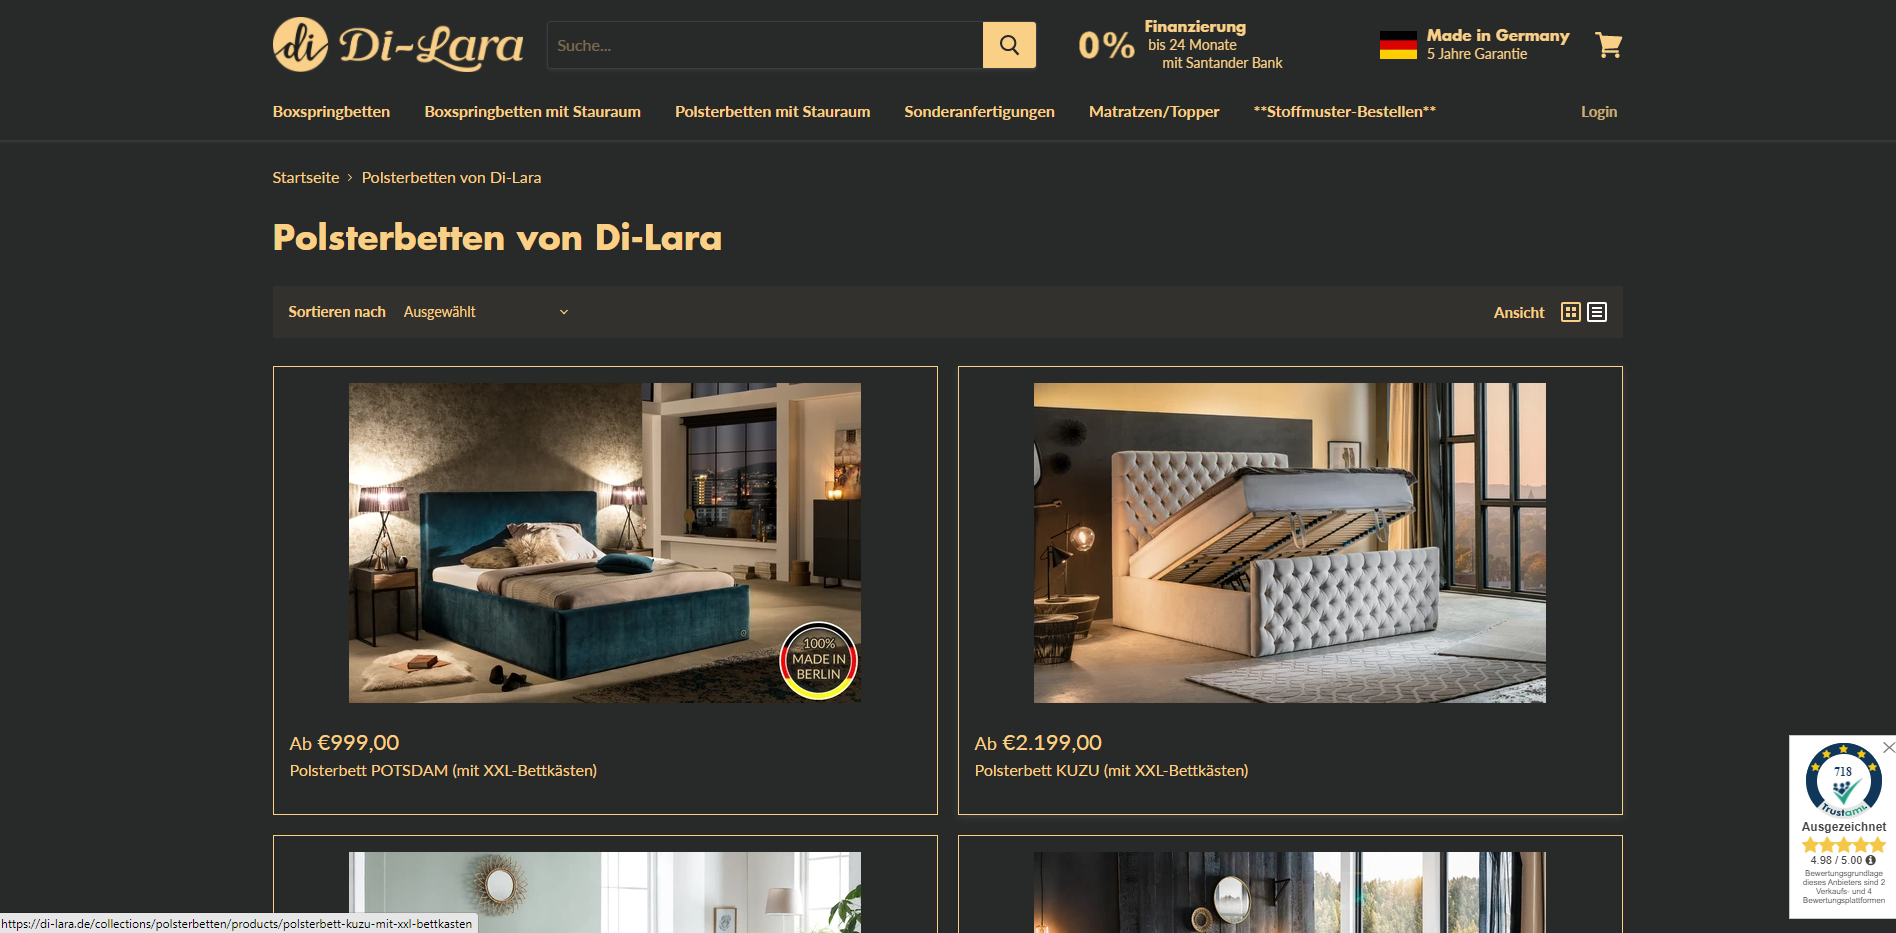 di Di-Lara
Suche...
0%
Finanzierung
bis 24 Monate
mit Santander Bank
Made in Germany
5 Jahre Garantie
Boxspringbetten
Boxspringbetten mit Stauraum
Polsterbetten mit Stauraum
Sonderanfertigungen
Matratzen/Topper
**Stoffmuster-Bestellen**
Login
Startseite > Polsterbetten von Di-Lara
Polsterbetten von Di-Lara
Sortieren nach
Ausgewählt
Ansicht
100%
MADE IN
BERLIN
Ab €999,00
Polsterbett POTSDAM (mit XXL-Bettkästen)
Ab €2.199,00
Polsterbett KUZU (mit XXL-Bettkästen)
718
Trustami.
Ausgezeichnet
4.98 / 5.00
Bewertungsgrundlage
dieses Anbieters sind 2
Verkaufs- und 4
Bewertungsplattformen
https://di-lara.de/collections/polsterbetten/products/polsterbett-kuzu-mit-xxl-bettkasten